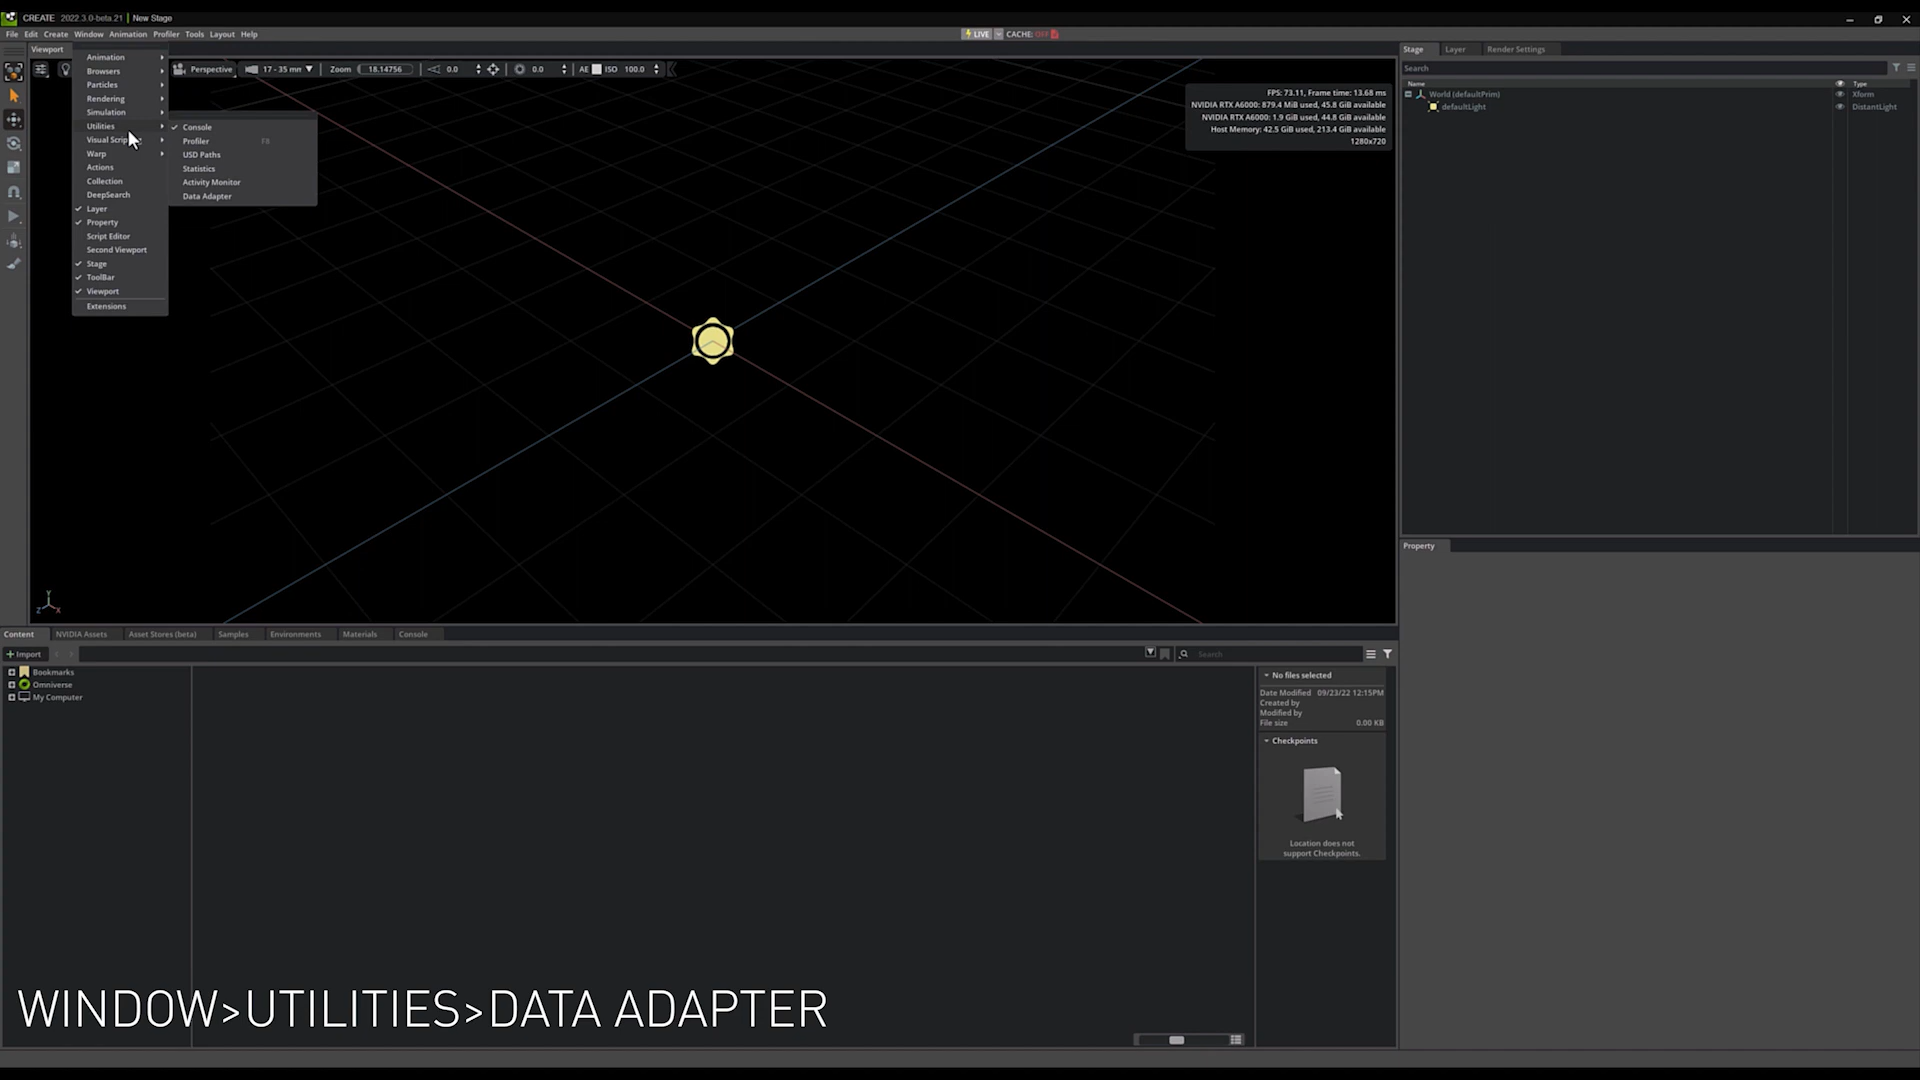 CREATE 2022.3.0-beta.21 New Stage
File Edit Create Window Animation Profiler Tools Layout Help
LIVE CACHE: OFF
Viewport
Animation
Browsers
Particles
Rendering
Simulation
Utilities
Visual Scrip
Warp
Actions
Collection
DeepSearch
Layer
Property
Script Editor
Second Viewport
Stage
ToolBar
Viewport
Extensions
Console
Profiler F8
USD Paths
Statistics
Activity Monitor
Data Adapter
Perspective 17 - 35 mm Zoom 18.14756 0.0 0.0 AE ISO 100.0
FPS: 73.11, Frame time: 13.68 ms
NVIDIA RTX A6000: 879.4 MiB used, 45.8 GiB available
NVIDIA RTX A6000: 1.9 GiB used, 44.8 GiB available
Host Memory: 42.5 GiB used, 213.4 GiB available
1280x720
Y
Z X
Stage Layer Render Settings
Search
Name Type
World (defaultPrim) Xform
defaultLight DistantLight
Property
Content NVIDIA Assets Asset Stores (beta) Samples Environments Materials Console
Import
Search
Bookmarks
Omniverse
My Computer
No files selected
Date Modified 09/23/22 12:15PM
Created by
Modified by
File size 0.00 KB
Checkpoints
Location does not
support Checkpoints.
WINDOW>UTILITIES>DATA ADAPTER